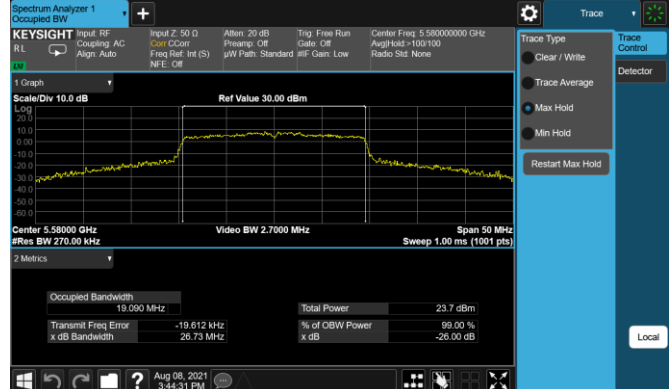 Spectrum Analyzer 1
Occupied BW
Trace
KEYSIGHT
RL
LXI
Input: RF
Coupling: AC
Align: Auto
Input Z: 50 Ω
Corr CCorr
Freq Ref: Int (S)
NFE: Off
Atten: 20 dB
Preamp: Off
µW Path: Standard
Trig: Free Run
Gate: Off
#IF Gain: Low
Center Freq: 5.580000000 GHz
Avg|Hold:>100/100
Radio Std: None
Trace Type
Clear / Write
Trace Average
Max Hold
Min Hold
Restart Max Hold
Trace Control
Detector
Local
1 Graph
Scale/Div 10.0 dB
Ref Value 30.00 dBm
Log
20.0
10.0
0.00
-10.0
-20.0
-30.0
-40.0
-50.0
-60.0
Center 5.58000 GHz
#Res BW 270.00 kHz
Video BW 2.7000 MHz
Span 50 MHz
Sweep 1.00 ms (1001 pts)
2 Metrics
Occupied Bandwidth
19.090 MHz
Total Power 23.7 dBm
Transmit Freq Error -19.612 kHz
% of OBW Power 99.00 %
x dB Bandwidth 26.73 MHz
x dB -26.00 dB
?
Aug 08, 2021
3:44:31 PM